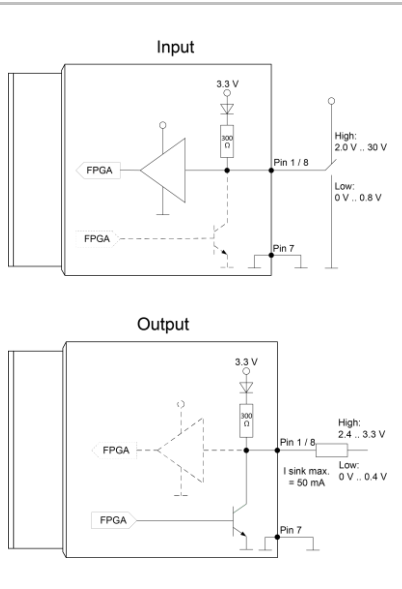 Input
3.3 V
300
Ω
FPGA
Pin 1 / 8
High:
2.0 V .. 30 V
Low:
0 V .. 0.8 V
FPGA
Pin 7
Output
3.3 V
300
Ω
High:
2.4 .. 3.3 V
Pin 1 / 8
FPGA
I sink max.
= 50 mA
Low:
0 V .. 0.4 V
FPGA
Pin 7